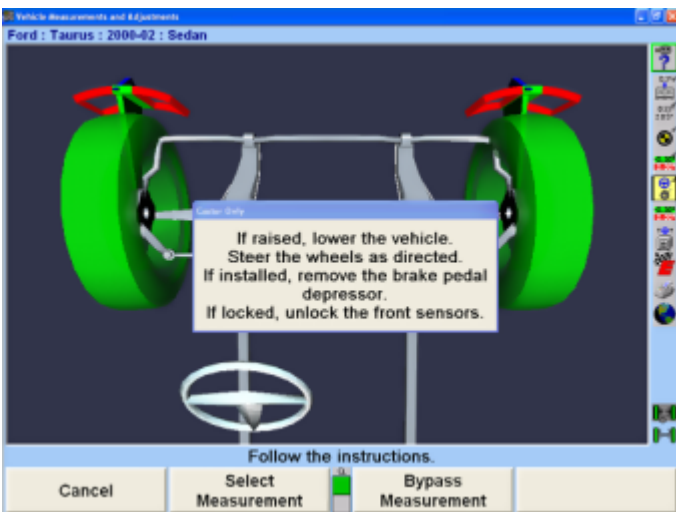 Vehicle Measurements and Adjustments
Ford : Taurus : 2000-02 : Sedan
Caster Only
If raised, lower the vehicle.
Steer the wheels as directed.
If installed, remove the brake pedal
depressor.
If locked, unlock the front sensors.
Follow the instructions.
Cancel
Select
Measurement
Bypass
Measurement